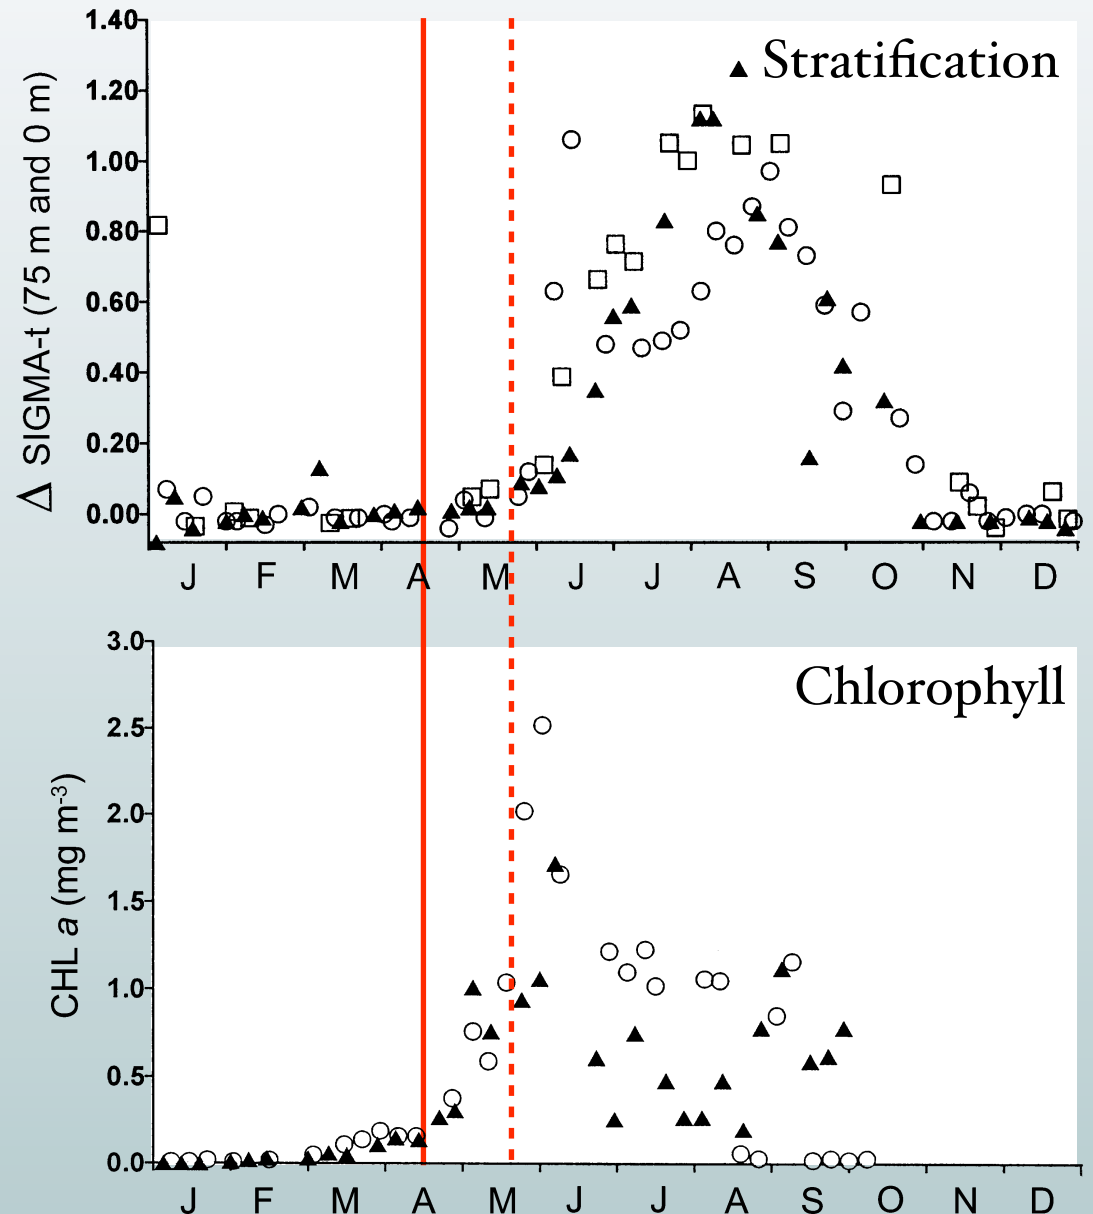 Stratification
Δ SIGMA-t (75 m and 0 m)
1.40
1.20
1.00
0.80
0.60
0.40
0.20
0.00
J F M A M J J A S O N D
Chlorophyll
CHL a (mg m-3)
3.0
2.5
2.0
1.5
1.0
0.5
0.0
J F M A M J J A S O N D